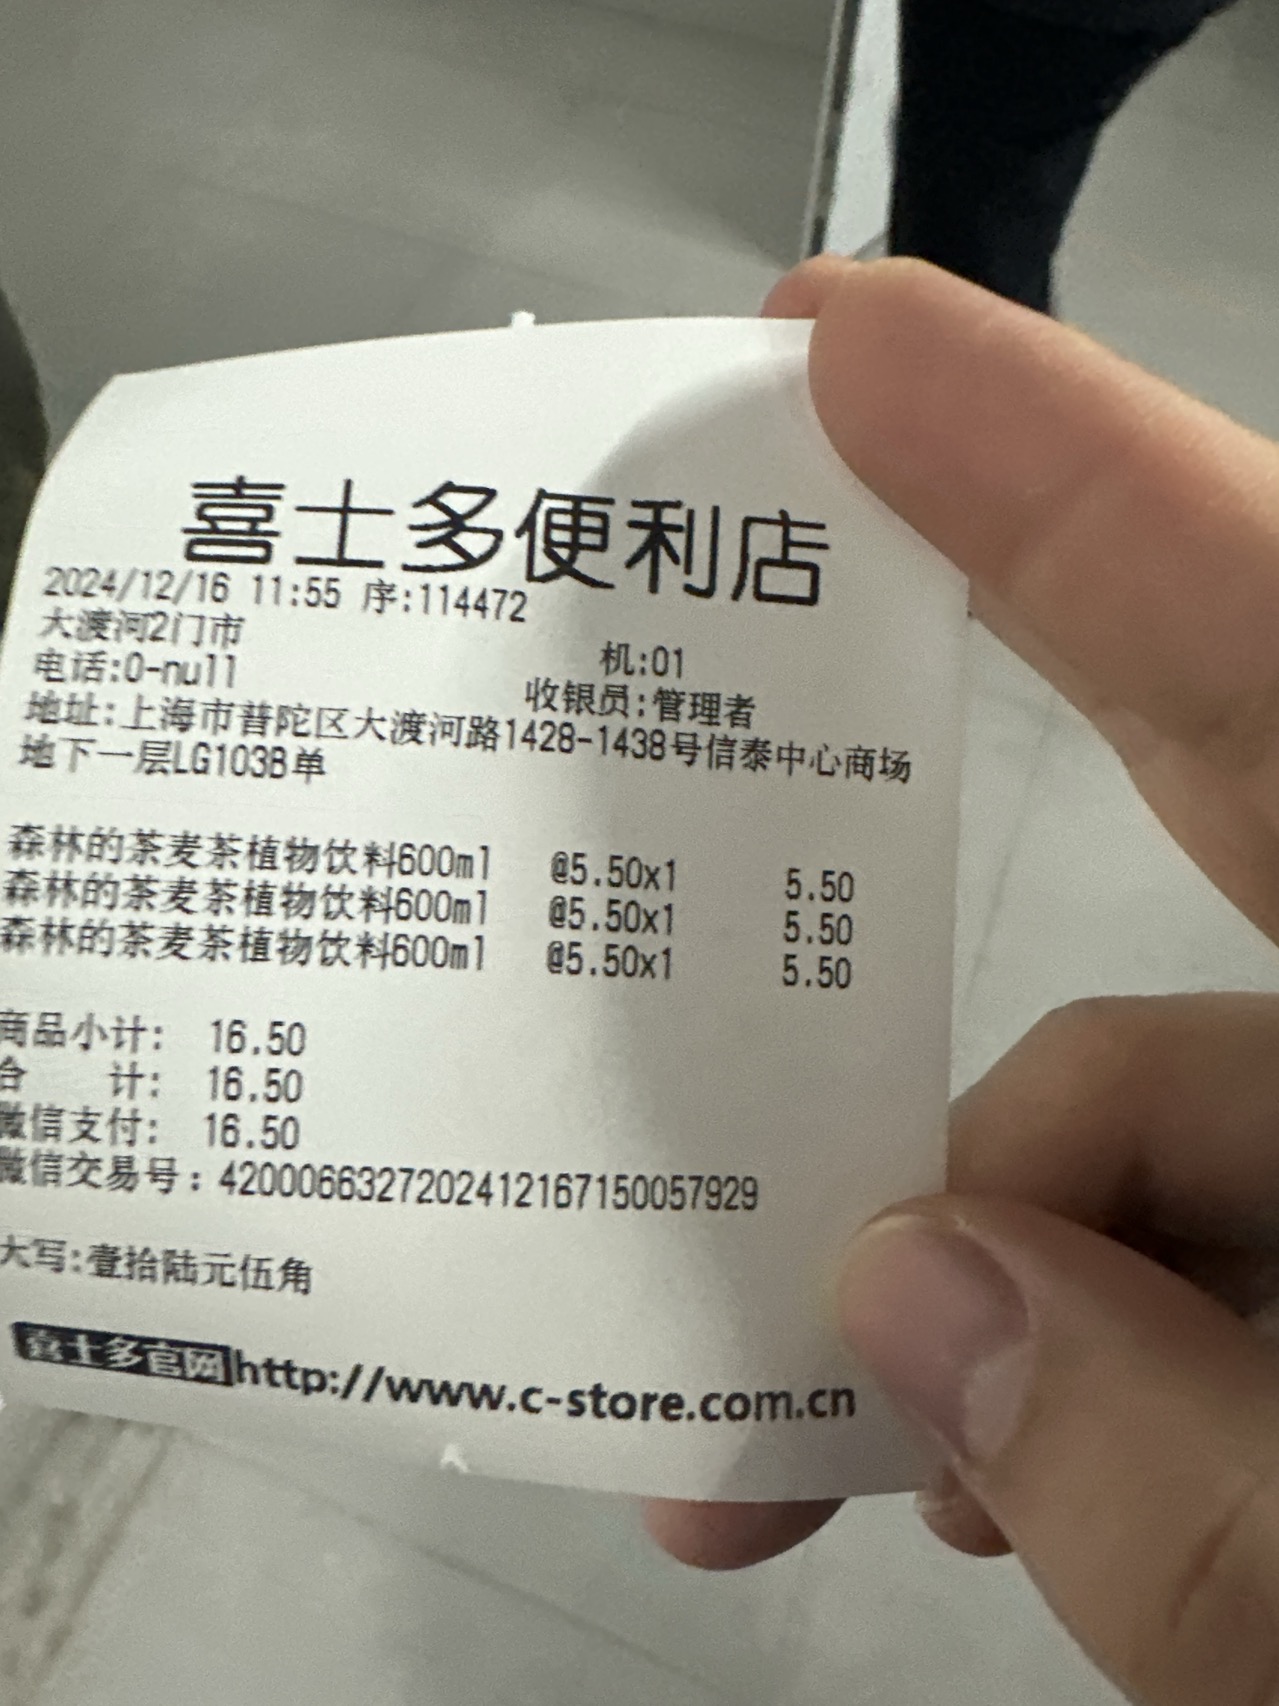 喜士多便利店
2024/12/16 11:55 序:114472
大渡河2门市 机:01
电话:0-null 收银员:管理者
地址:上海市普陀区大渡河路1428-1438号信泰中心商场
地下一层LG103B单
森林的茶麦茶植物饮料600ml @5.50x1 5.50
森林的茶麦茶植物饮料600ml @5.50x1 5.50
森林的茶麦茶植物饮料600ml @5.50x1 5.50
商品小计: 16.50
合 计: 16.50
微信支付: 16.50
微信交易号:4200066327202412167150057929
大写:壹拾陆元伍角
喜士多官网http://www.c-store.com.cn